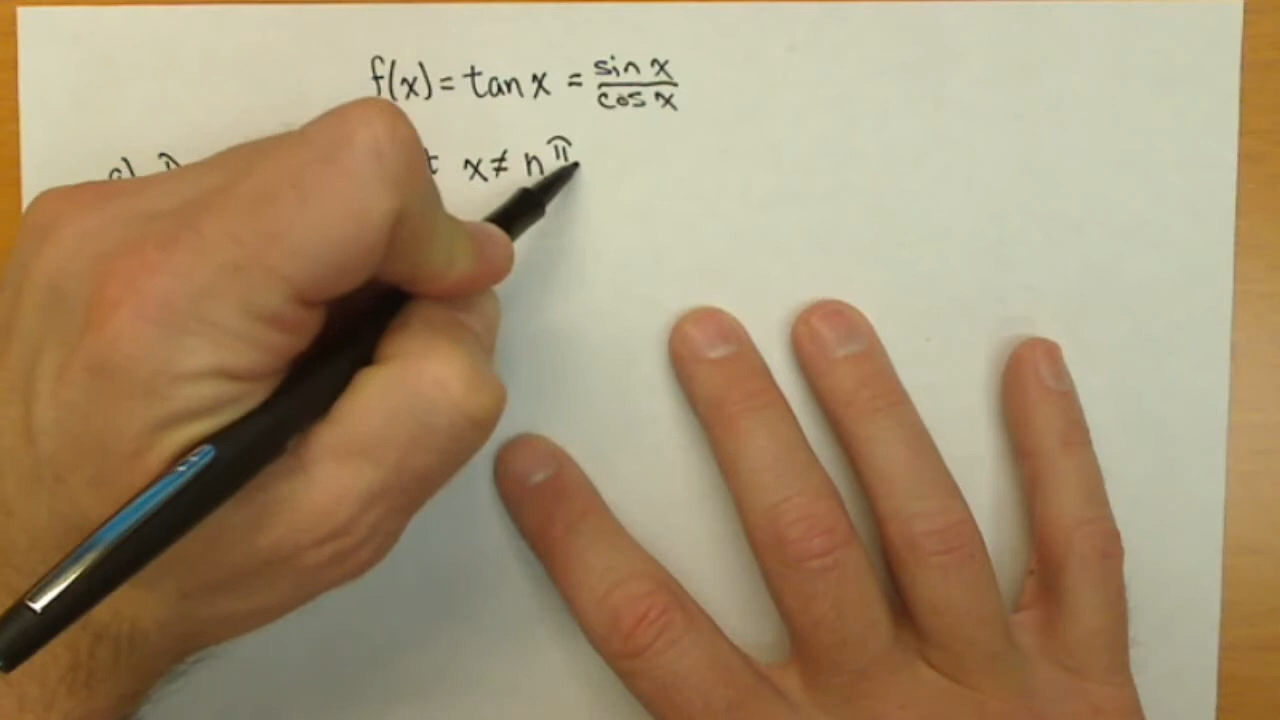 f(x) = tan x = sin x / cos x
x ≠ nπ